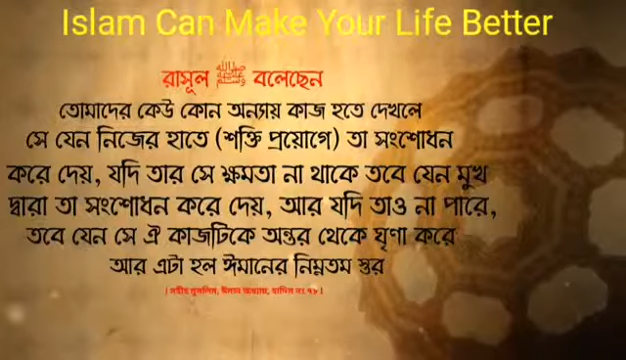 Islam Can Make Your Life Better
রাসূল ﷺ বলেছেন
তোমাদের কেউ কোন অন্যায় কাজ হতে দেখলে
সে যেন নিজের হাতে (শক্তি প্রয়োগে) তা সংশোধন
করে দেয়, যদি তার সে ক্ষমতা না থাকে তবে যেন মুখ
দ্বারা তা সংশোধন করে দেয়, আর যদি তাও না পারে,
তবে যেন সে ঐ কাজটিকে অন্তর থেকে ঘৃণা করে
আর এটা হল ঈমানের নিম্নতম স্তর
[ সহীহ মুসলিম, ঈমান অধ্যায়, হাদিস নং ৭৮ ]